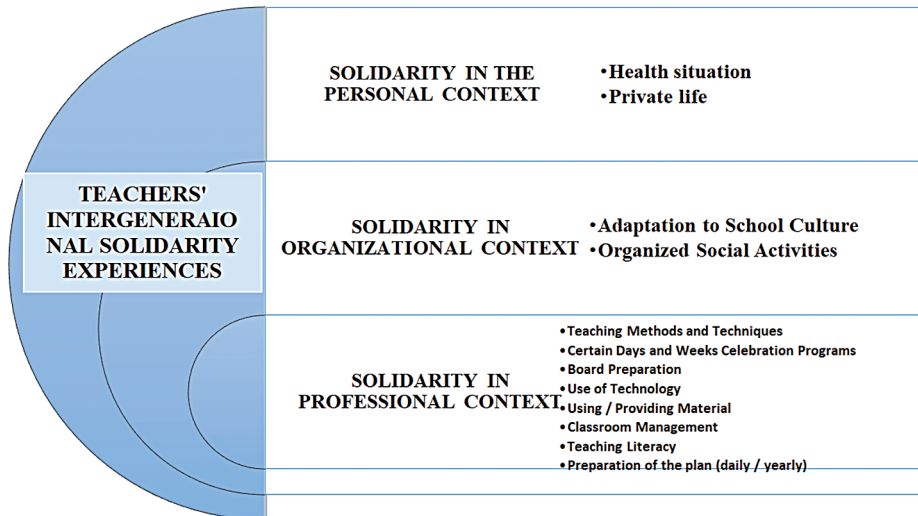 TEACHERS'
INTERGENERAIO
NAL SOLIDARITY
EXPERIENCES
SOLIDARITY IN THE
PERSONAL CONTEXT
•Health situation
•Private life
SOLIDARITY IN
ORGANIZATIONAL CONTEXT
•Adaptation to School Culture
•Organized Social Activities
SOLIDARITY IN
PROFESSIONAL CONTEXT
•Teaching Methods and Techniques
•Certain Days and Weeks Celebration Programs
•Board Preparation
•Use of Technology
•Using / Providing Material
•Classroom Management
•Teaching Literacy
•Preparation of the plan (daily / yearly)